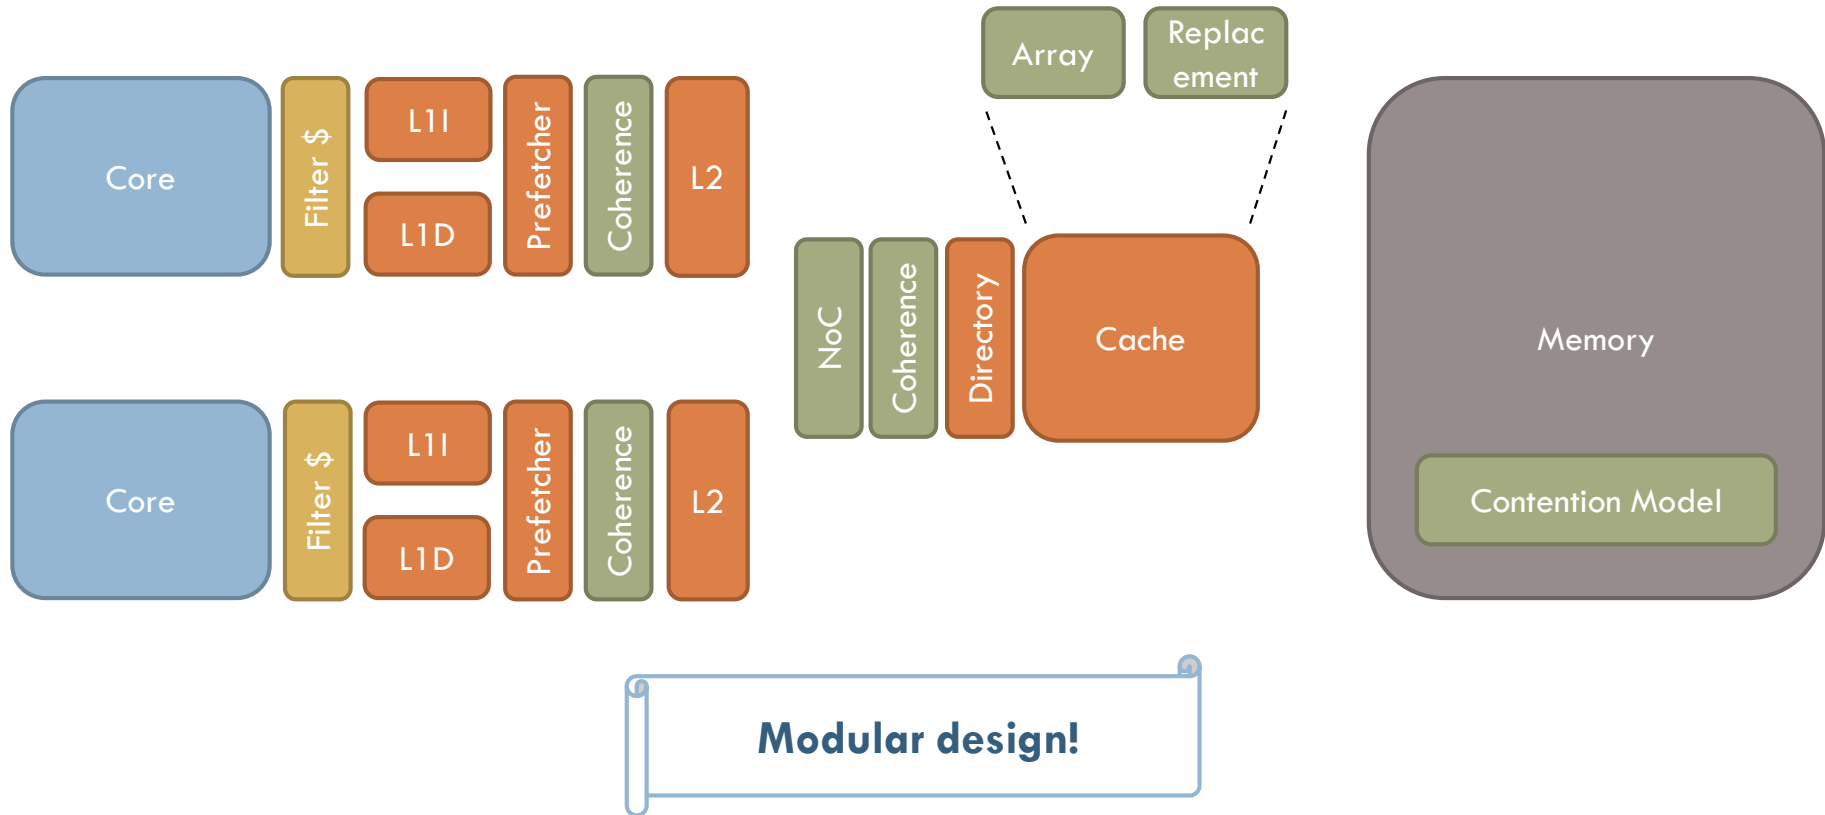 Array
Replac
ement
Core
Filter $
L1I
L1D
Prefetcher
Coherence
L2
NoC
Coherence
Directory
Cache
Memory
Contention Model
Core
Filter $
L1I
L1D
Prefetcher
Coherence
L2
Modular design!